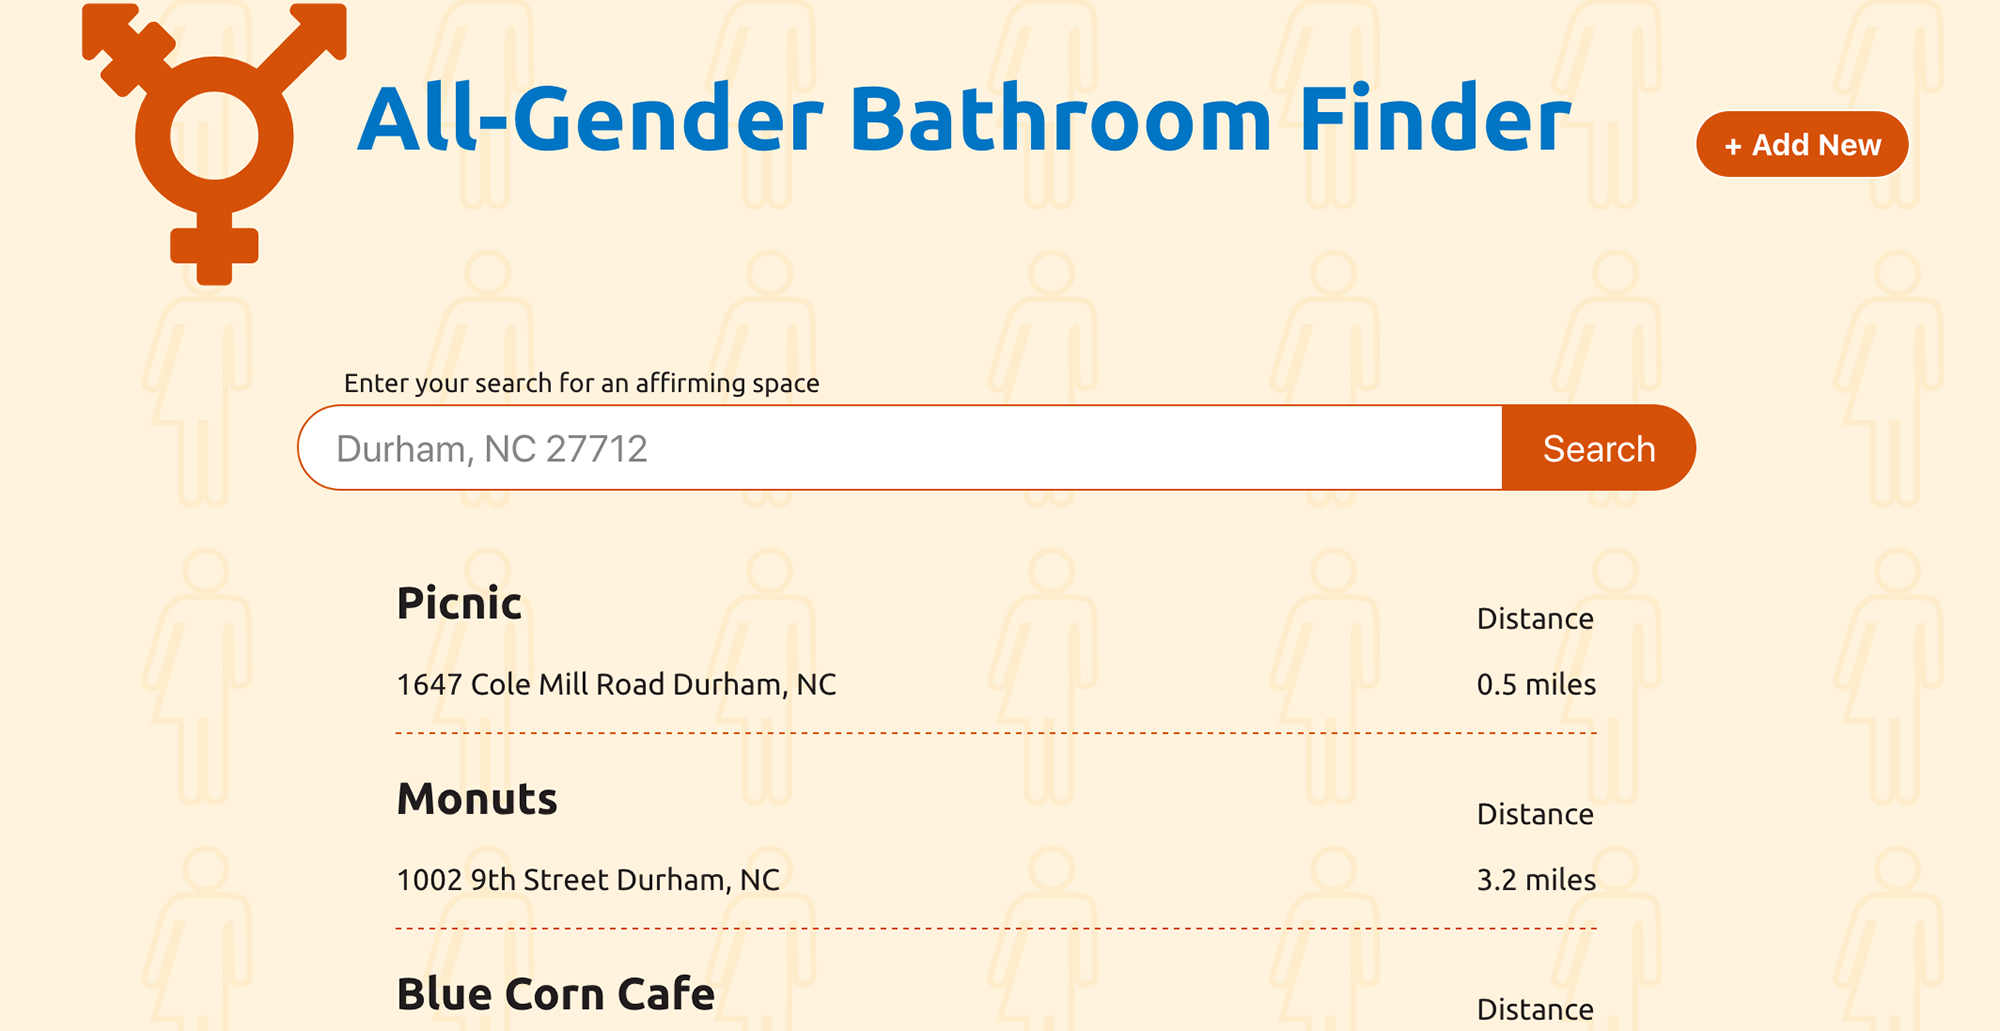 All-Gender Bathroom Finder
+ Add New
Enter your search for an affirming space
Durham, NC 27712
Search
Picnic
Distance
1647 Cole Mill Road Durham, NC
0.5 miles
Monuts
Distance
1002 9th Street Durham, NC
3.2 miles
Blue Corn Cafe
Distance